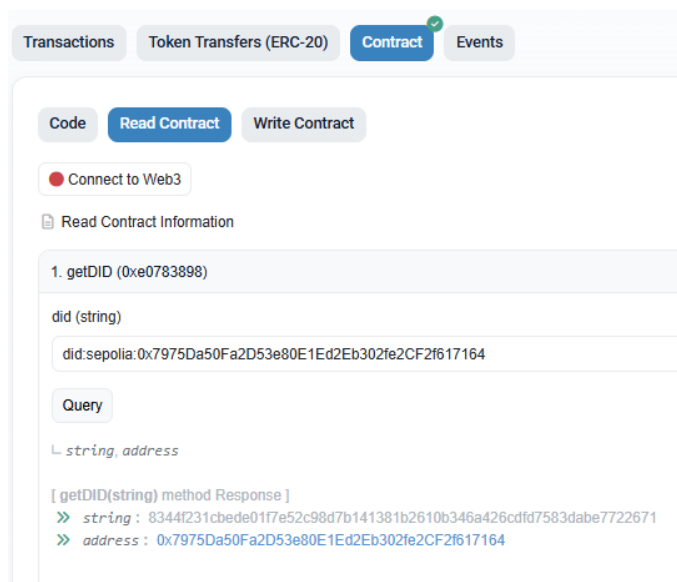 Transactions Token Transfers (ERC-20) Contract Events
Code Read Contract Write Contract
Connect to Web3
Read Contract Information
1. getDID (0xe0783898)
did (string)
did:sepolia:0x7975Da50Fa2D53e80E1Ed2Eb302fe2CF2f617164
Query
string, address
[ getDID(string) method Response ]
string : 8344f231cbede01f7e52c98d7b141381b2610b346a426cdfd7583dabe7722671
address : 0x7975Da50Fa2D53e80E1Ed2Eb302fe2CF2f617164